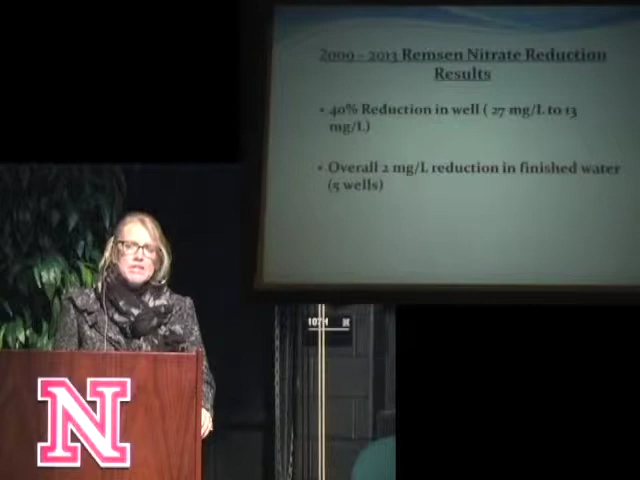 2009 – 2013 Remsen Nitrate Reduction
Results
• 40% Reduction in well ( 27 mg/L to 13
mg/L)
• Overall 2 mg/L reduction in finished water
(5 wells)
N